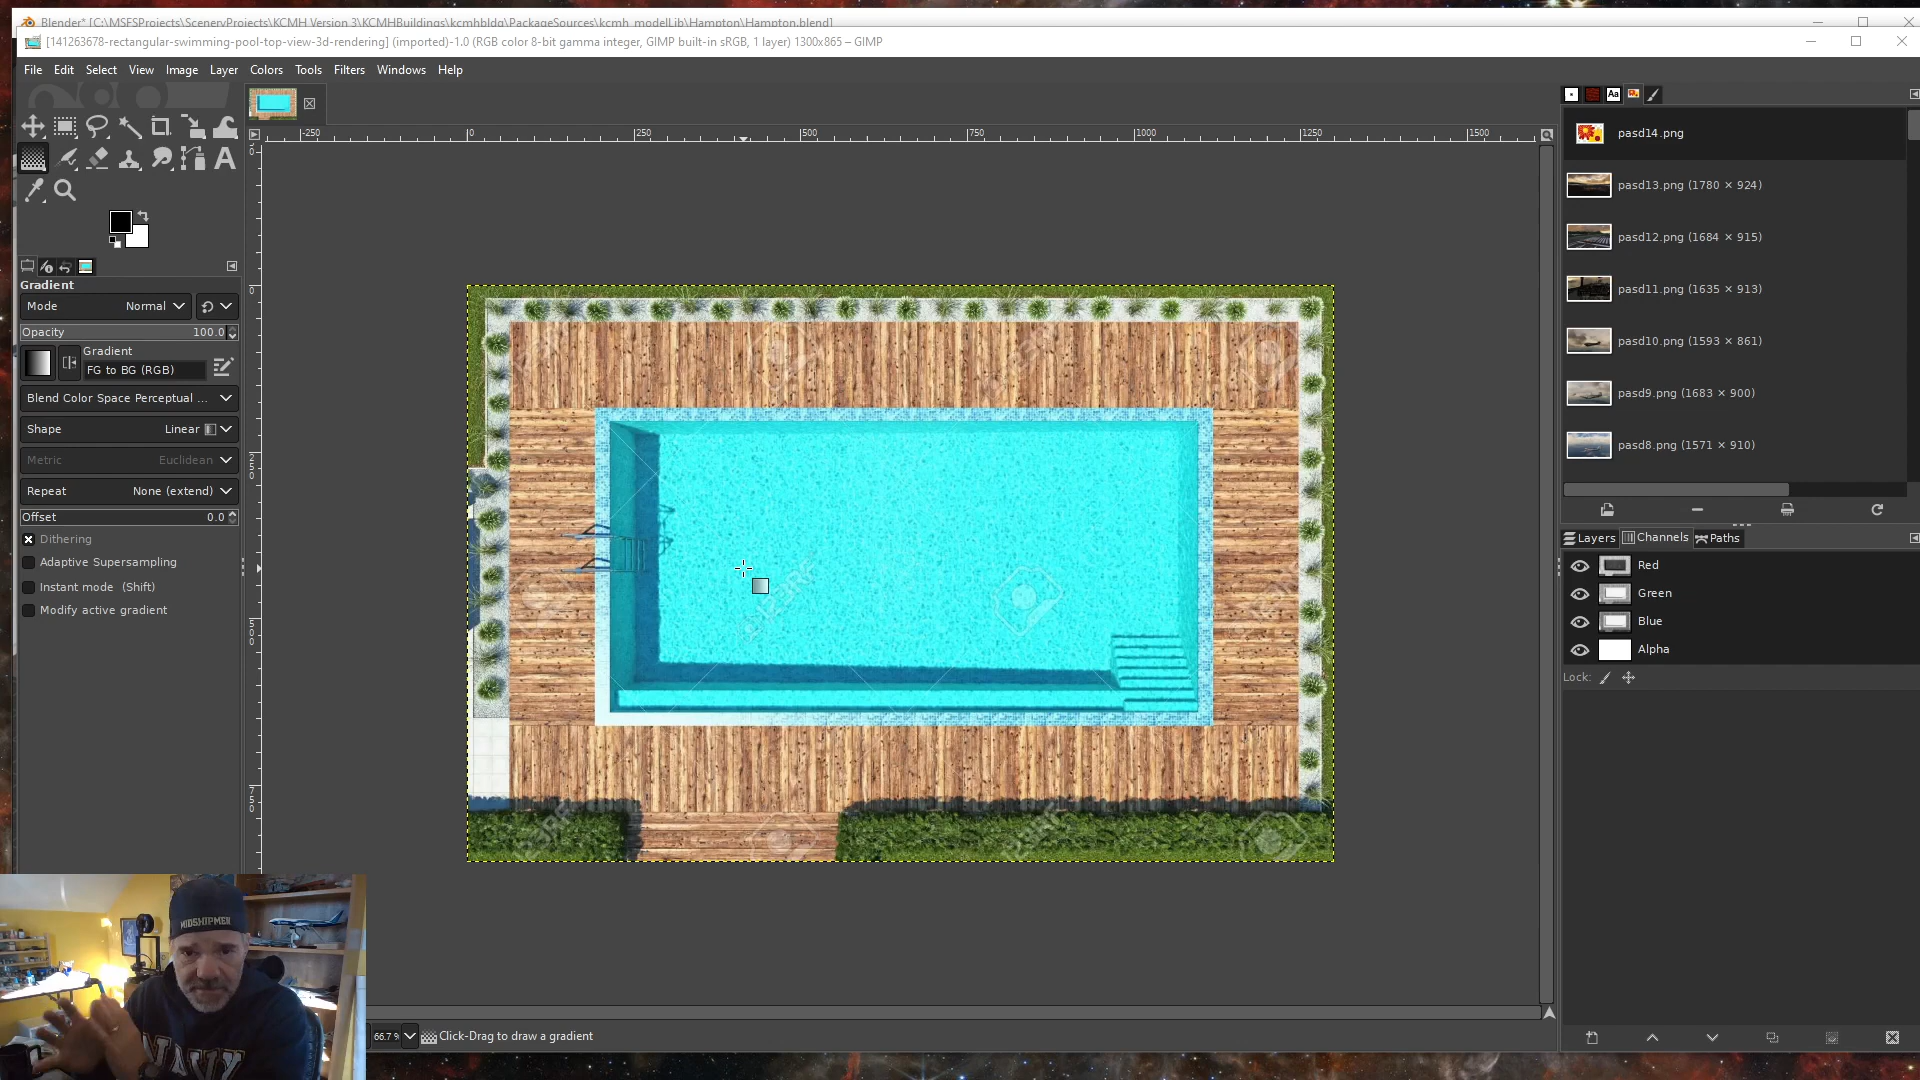 Blender* [C:\MSFSProjects\SceneryProjects\KCMH Version 3\KCMHBuildings\kcmhbldg\PackageSources\kcmh_modelLib\Hampton\Hampton.blend]
[141263678-rectangular-swimming-pool-top-view-3d-rendering] (imported)-1.0 (RGB color 8-bit gamma integer, GIMP built-in sRGB, 1 layer) 1300x865 – GIMP
File Edit Select View Image Layer Colors Tools Filters Windows Help
-250 0 250 500 750 1000 1250 1500
0
250
500
750
Gradient
Mode Normal
Opacity 100.0
Gradient
FG to BG (RGB)
Blend Color Space Perceptual ...
Shape Linear
Metric Euclidean
Repeat None (extend)
Offset 0.0
Dithering
Adaptive Supersampling
Instant mode (Shift)
Modify active gradient
Aa
pasd14.png
pasd13.png (1780 × 924)
pasd12.png (1684 × 915)
pasd11.png (1635 × 913)
pasd10.png (1593 × 861)
pasd9.png (1683 × 900)
pasd8.png (1571 × 910)
Layers Channels Paths
Red
Green
Blue
Alpha
Lock:
MIDSHIPMEN
NAVY
66.7 %
Click-Drag to draw a gradient